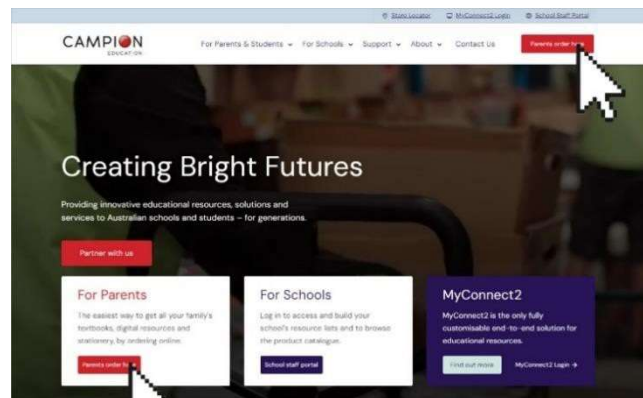 Store Locator MyConnect2 Login School Staff Portal
CAMPION
EDUCATION
For Parents & Students For Schools Support About Contact Us Parents order
Creating Bright Futures
Providing innovative educational resources, solutions and
services to Australian schools and students – for generations.
Partner with us
For Parents
The easiest way to get all your family's
textbooks, digital resources and
stationery, by ordering online.
Parents order
For Schools
Log in to access and build your
school's resource lists and to browse
the product catalogue.
School staff portal
MyConnect2
MyConnect2 is the only fully
customisable end-to-end solution for
educational resources.
Find out more MyConnect2 Login →